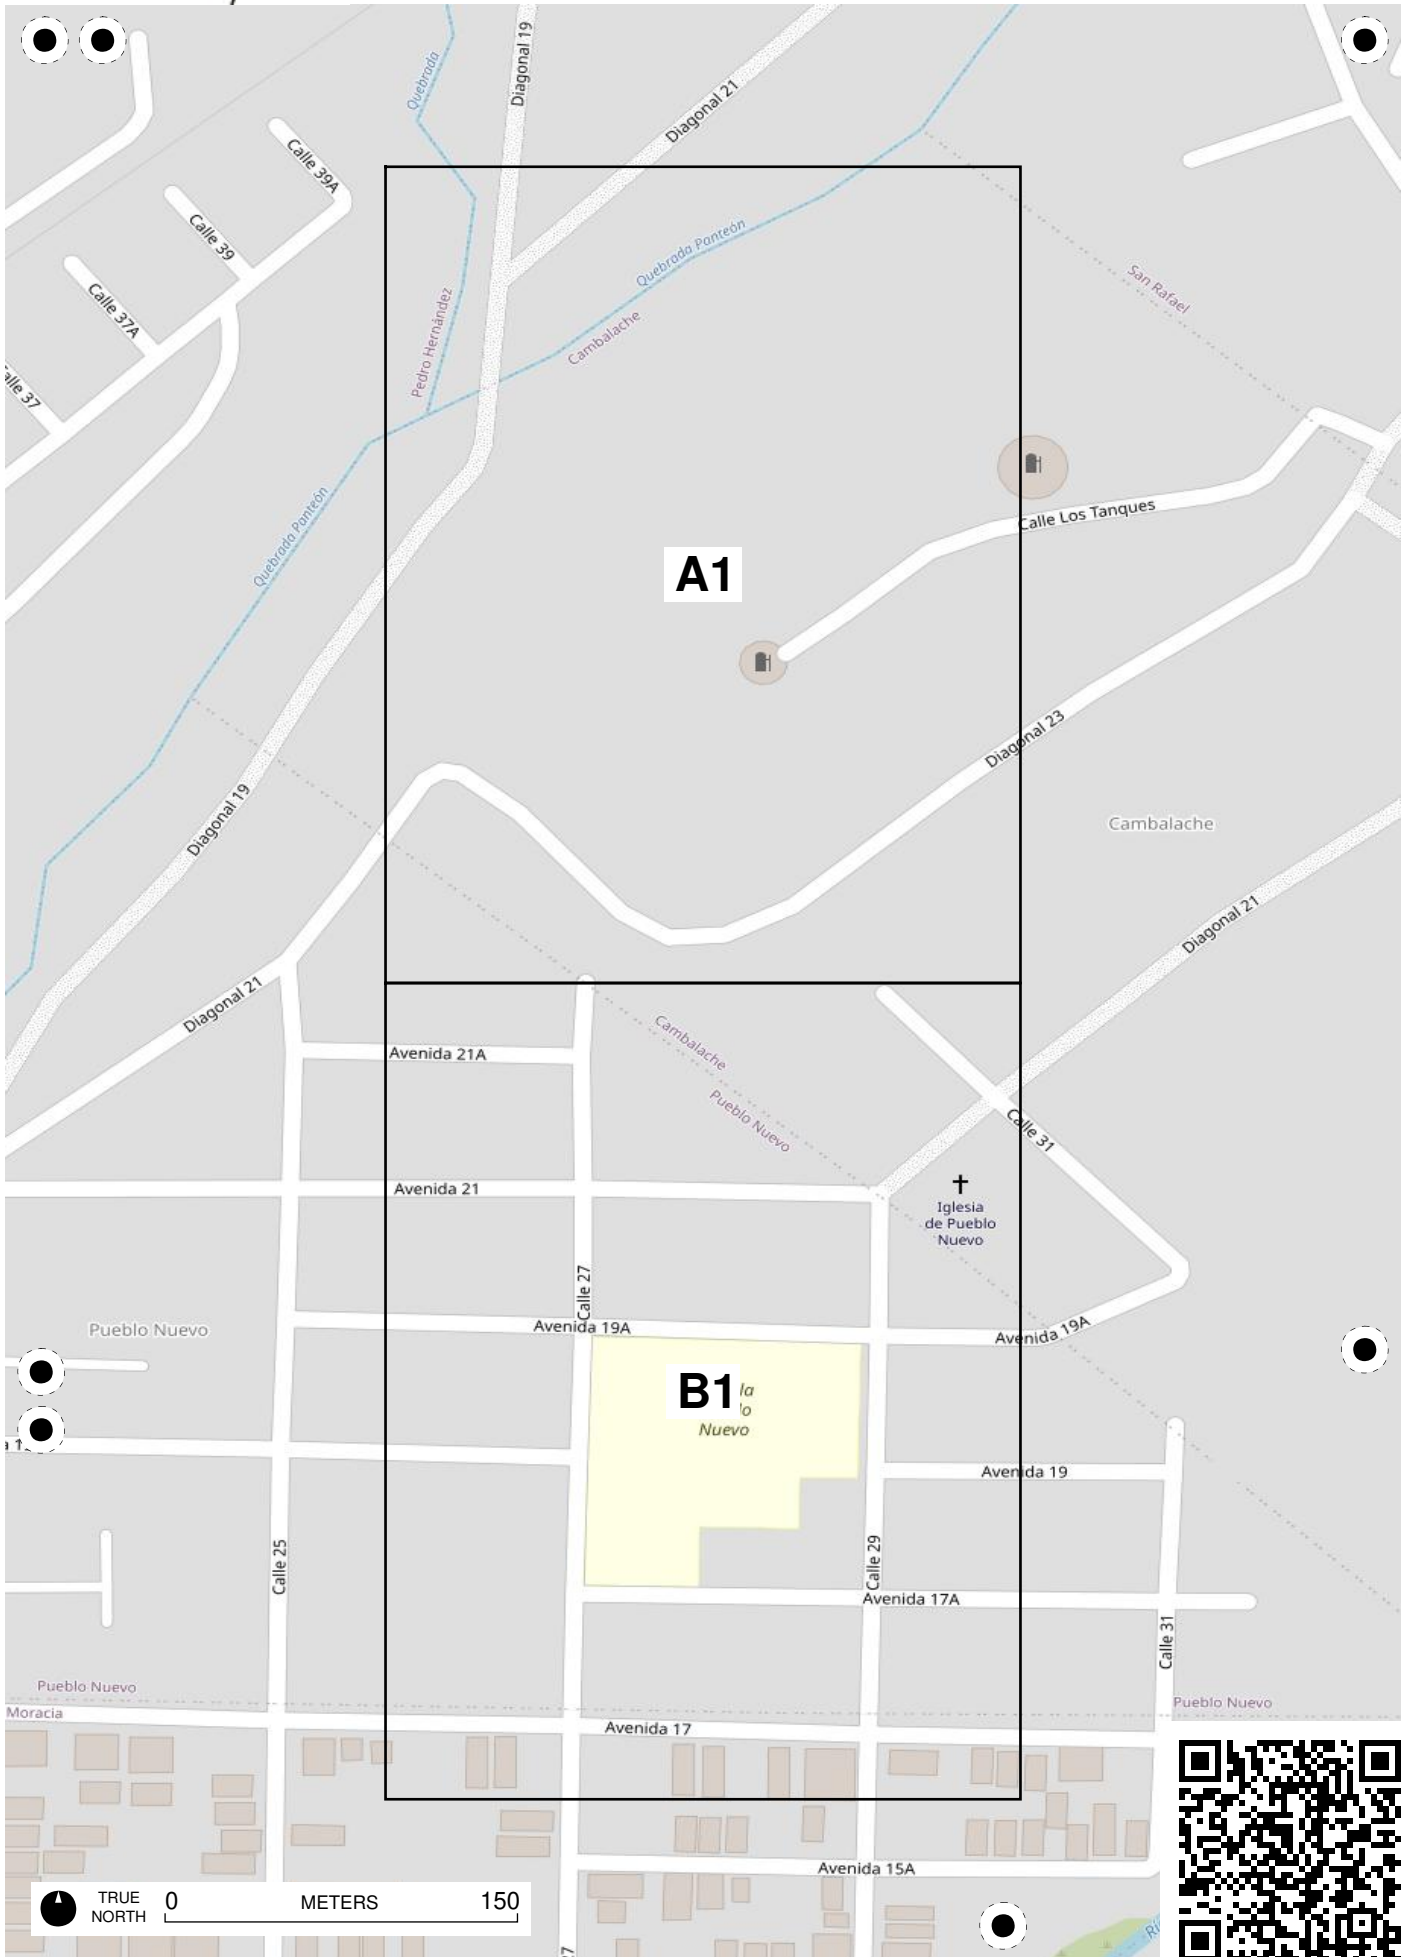 Diagonal 19
Quebrada
Diagonal 21
Calle 39A
Calle 39
Calle 37A
Calle 37
Quebrada Panteón
San Rafael
Pedro Hernández
Cambalache
Quebrada Panteón
Calle Los Tanques
A1
Diagonal 23
Diagonal 19
Cambalache
Diagonal 21
Diagonal 21
Cambalache
Avenida 21A
Pueblo Nuevo
Calle 31
Avenida 21
Iglesia
de Pueblo
Nuevo
Calle 27
Avenida 19A
Pueblo Nuevo
Avenida 19A
B1
la
lo
Nuevo
Avenida 19
Calle 25
Calle 29
Avenida 17A
Calle 31
Pueblo Nuevo
Moracia
Pueblo Nuevo
Avenida 17
Avenida 15A
TRUE
NORTH
0 METERS 150